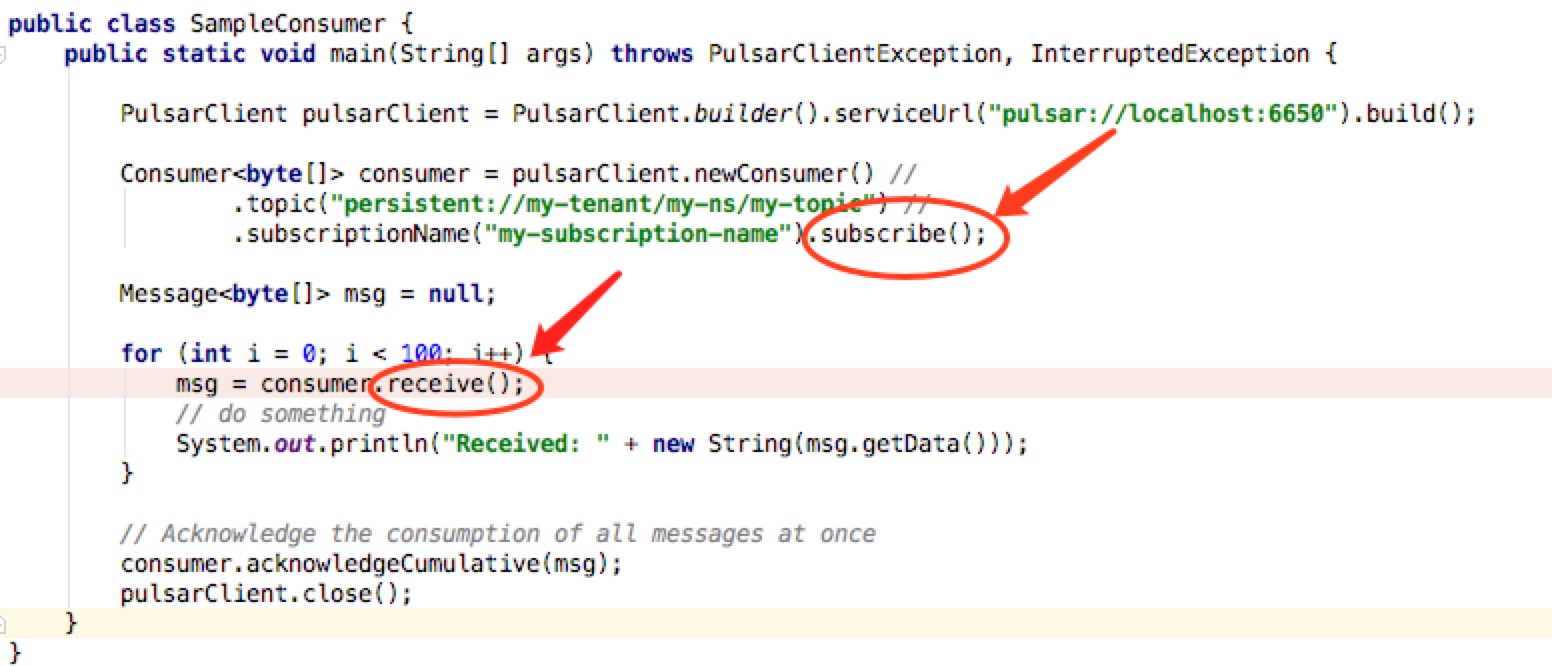 public class SampleConsumer {
public static void main(String[] args) throws PulsarClientException, InterruptedException {
PulsarClient pulsarClient = PulsarClient.builder().serviceUrl("pulsar://localhost:6650").build();
Consumer<byte[]> consumer = pulsarClient.newConsumer() //
.topic("persistent://my-tenant/my-ns/my-topic") //
.subscriptionName("my-subscription-name").subscribe();
Message<byte[]> msg = null;
for (int i = 0; i < 100; i++) {
msg = consumer.receive();
// do something
System.out.println("Received: " + new String(msg.getData()));
}
// Acknowledge the consumption of all messages at once
consumer.acknowledgeCumulative(msg);
pulsarClient.close();
}
}